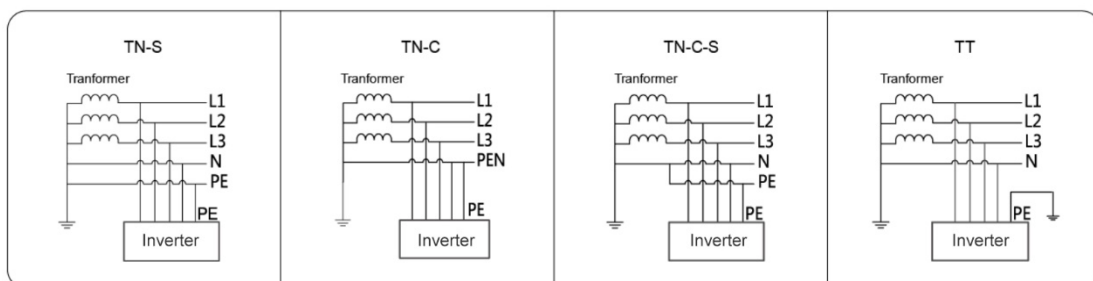 TN-S
Tranformer
L1
L2
L3
N
PE
PE
Inverter
TN-C
Tranformer
L1
L2
L3
PEN
PE
Inverter
TN-C-S
Tranformer
L1
L2
L3
N
PE
PE
Inverter
TT
Tranformer
L1
L2
L3
N
PE
Inverter